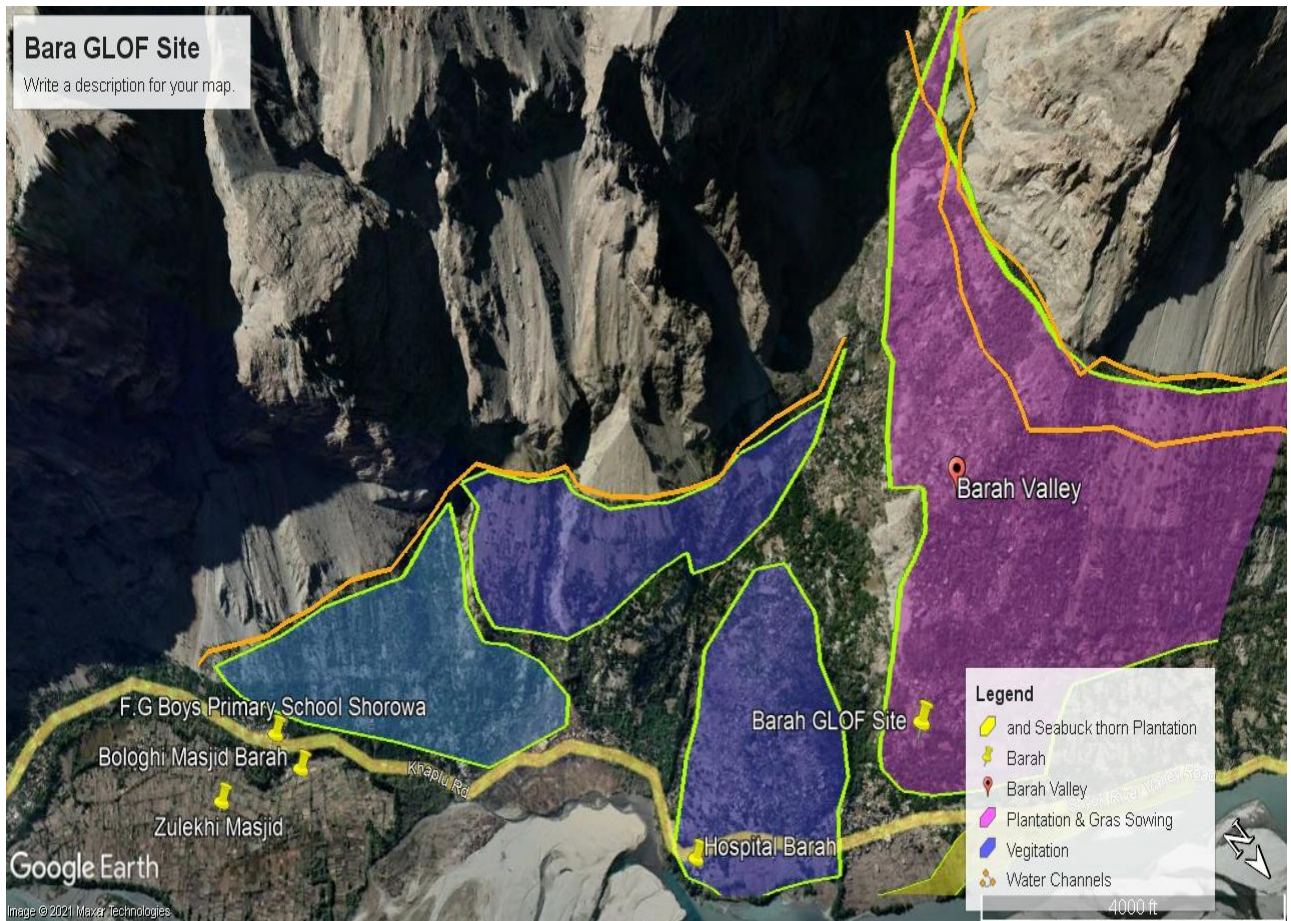 Bara GLOF Site
Write a description for your map.
Barah Valley
F.G Boys Primary School Shorowa
Barah GLOF Site
Bologhi Masjid Barah
Khaplu Rd
Zulekhi Masjid
Hospital Barah
Valley Road
Legend
and Seabuck thorn Plantation
Barah
Barah Valley
Plantation & Gras Sowing
Vegitation
Water Channels
N
4000 ft
Google Earth
Image © 2021 Maxar Technologies